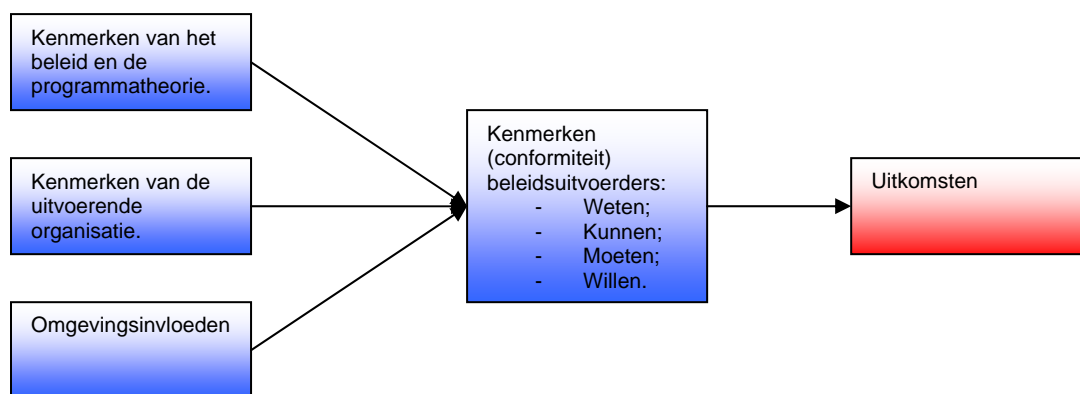 Kenmerken van het
beleid en de
programmatheorie.
Kenmerken van de
uitvoerende
organisatie.
Omgevingsinvloeden
Kenmerken
(conformiteit)
beleidsuitvoerders:
- Weten;
- Kunnen;
- Moeten;
- Willen.
Uitkomsten